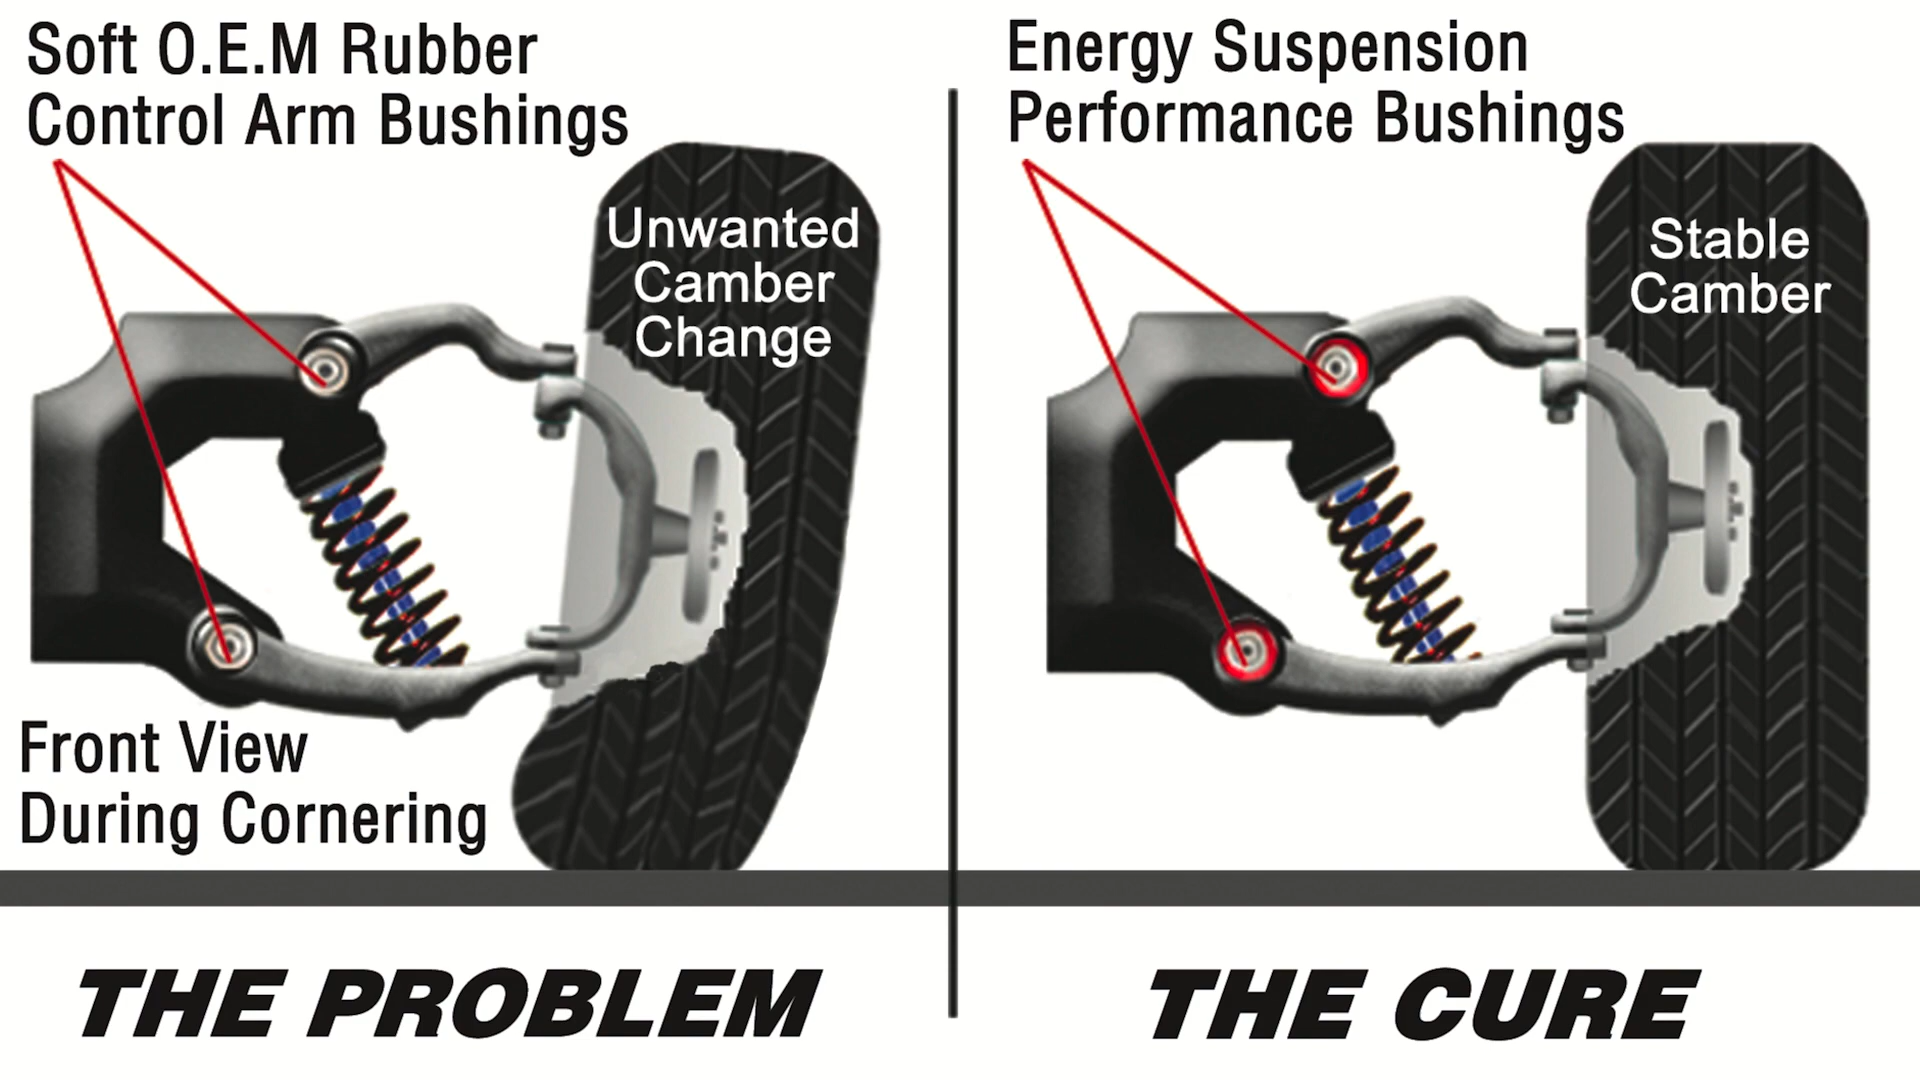 Soft O.E.M Rubber
Control Arm Bushings
Unwanted
Camber
Change
Front View
During Cornering
THE PROBLEM
Energy Suspension
Performance Bushings
Stable
Camber
THE CURE